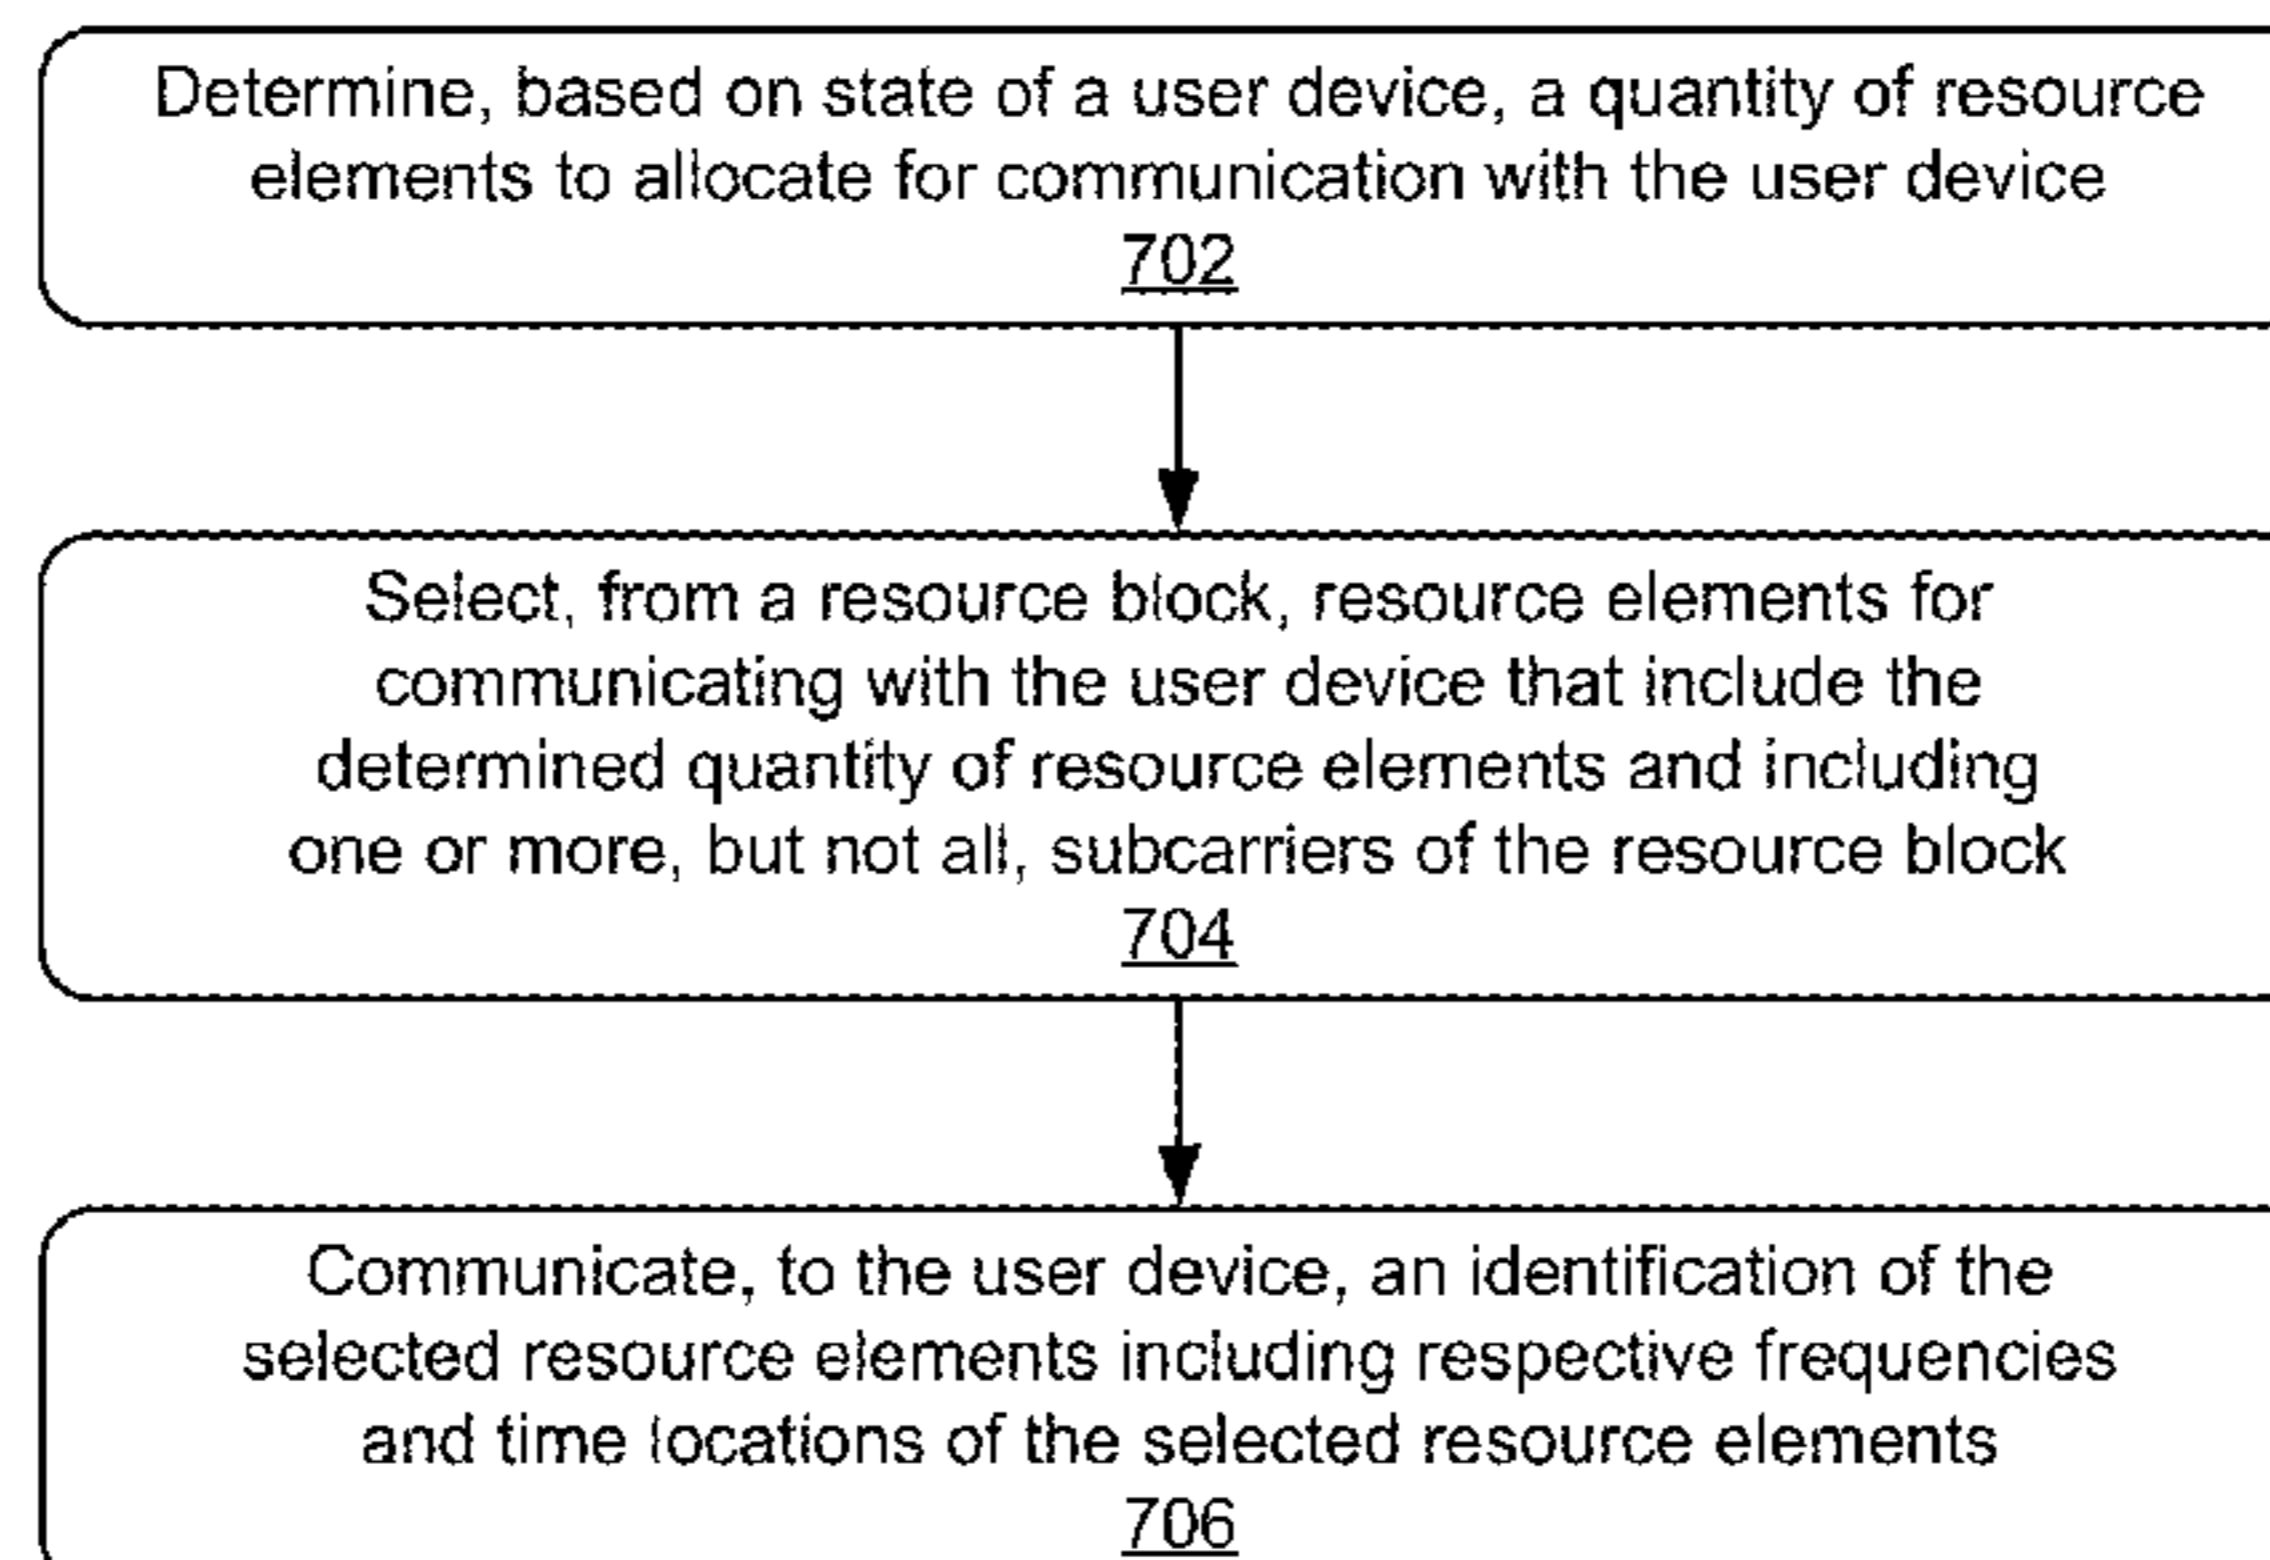 Determine, based on state of a user device, a quantity of resource
elements to allocate for communication with the user device
702
Select, from a resource block, resource elements for
communicating with the user device that include the
determined quantity of resource elements and including
one or more, but not all, subcarriers of the resource block
704
Communicate, to the user device, an identification of the
selected resource elements including respective frequencies
and time locations of the selected resource elements
706